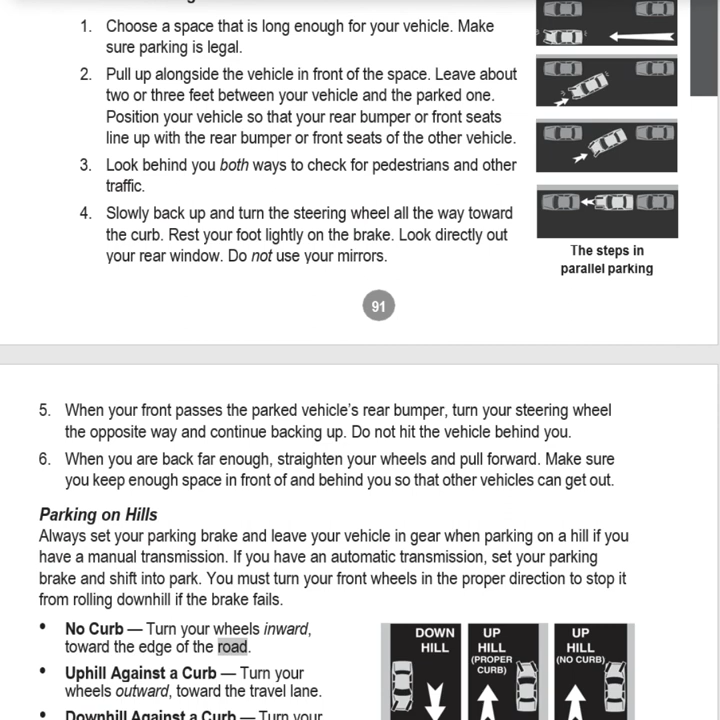 1. Choose a space that is long enough for your vehicle. Make
sure parking is legal.
2. Pull up alongside the vehicle in front of the space. Leave about
two or three feet between your vehicle and the parked one.
Position your vehicle so that your rear bumper or front seats
line up with the rear bumper or front seats of the other vehicle.
3. Look behind you both ways to check for pedestrians and other
traffic.
4. Slowly back up and turn the steering wheel all the way toward
the curb. Rest your foot lightly on the brake. Look directly out
your rear window. Do not use your mirrors.
The steps in
parallel parking
91
5. When your front passes the parked vehicle’s rear bumper, turn your steering wheel
the opposite way and continue backing up. Do not hit the vehicle behind you.
6. When you are back far enough, straighten your wheels and pull forward. Make sure
you keep enough space in front of and behind you so that other vehicles can get out.
Parking on Hills
Always set your parking brake and leave your vehicle in gear when parking on a hill if you
have a manual transmission. If you have an automatic transmission, set your parking
brake and shift into park. You must turn your front wheels in the proper direction to stop it
from rolling downhill if the brake fails.
• No Curb — Turn your wheels inward,
toward the edge of the road.
• Uphill Against a Curb — Turn your
wheels outward, toward the travel lane.
• Downhill Against a Curb — Turn your
DOWN
HILL
UP
HILL
(PROPER
CURB)
UP
HILL
(NO CURB)